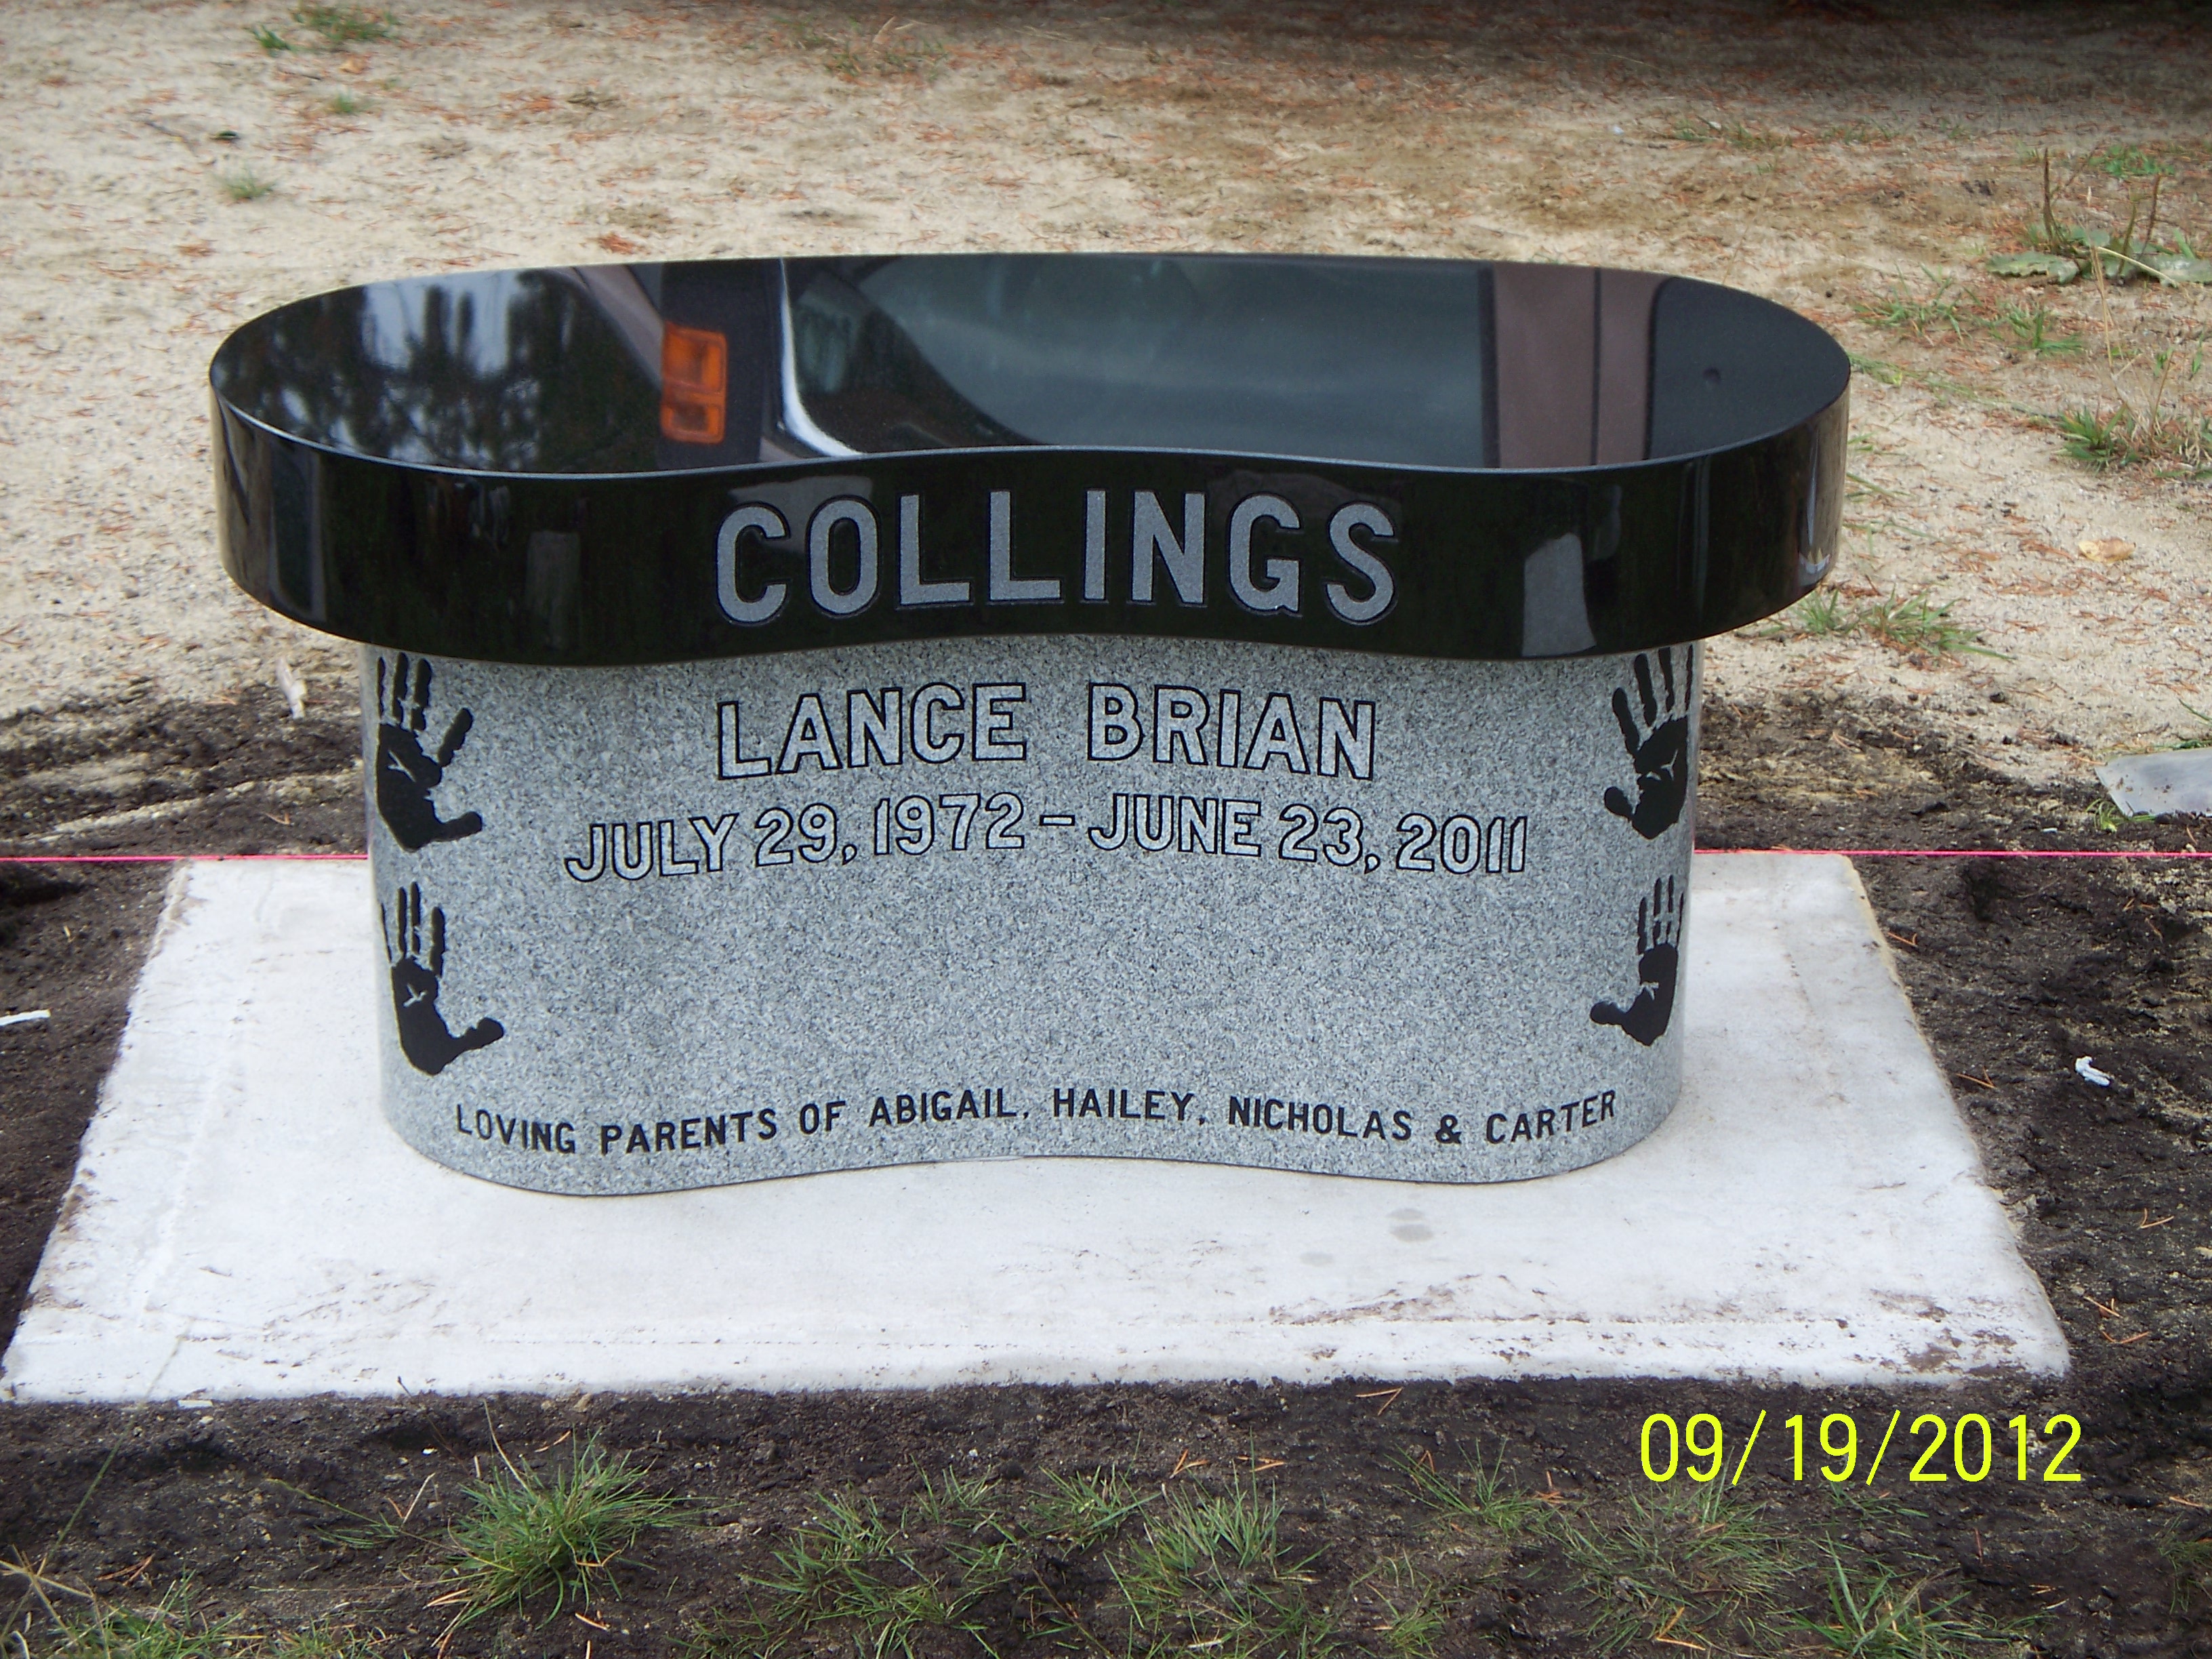 COLLINGS
LANCE BRIAN
JULY 29, 1972 – JUNE 23, 2011
LOVING PARENTS OF ABIGAIL, HAILEY, NICHOLAS & CARTER
09/19/2012